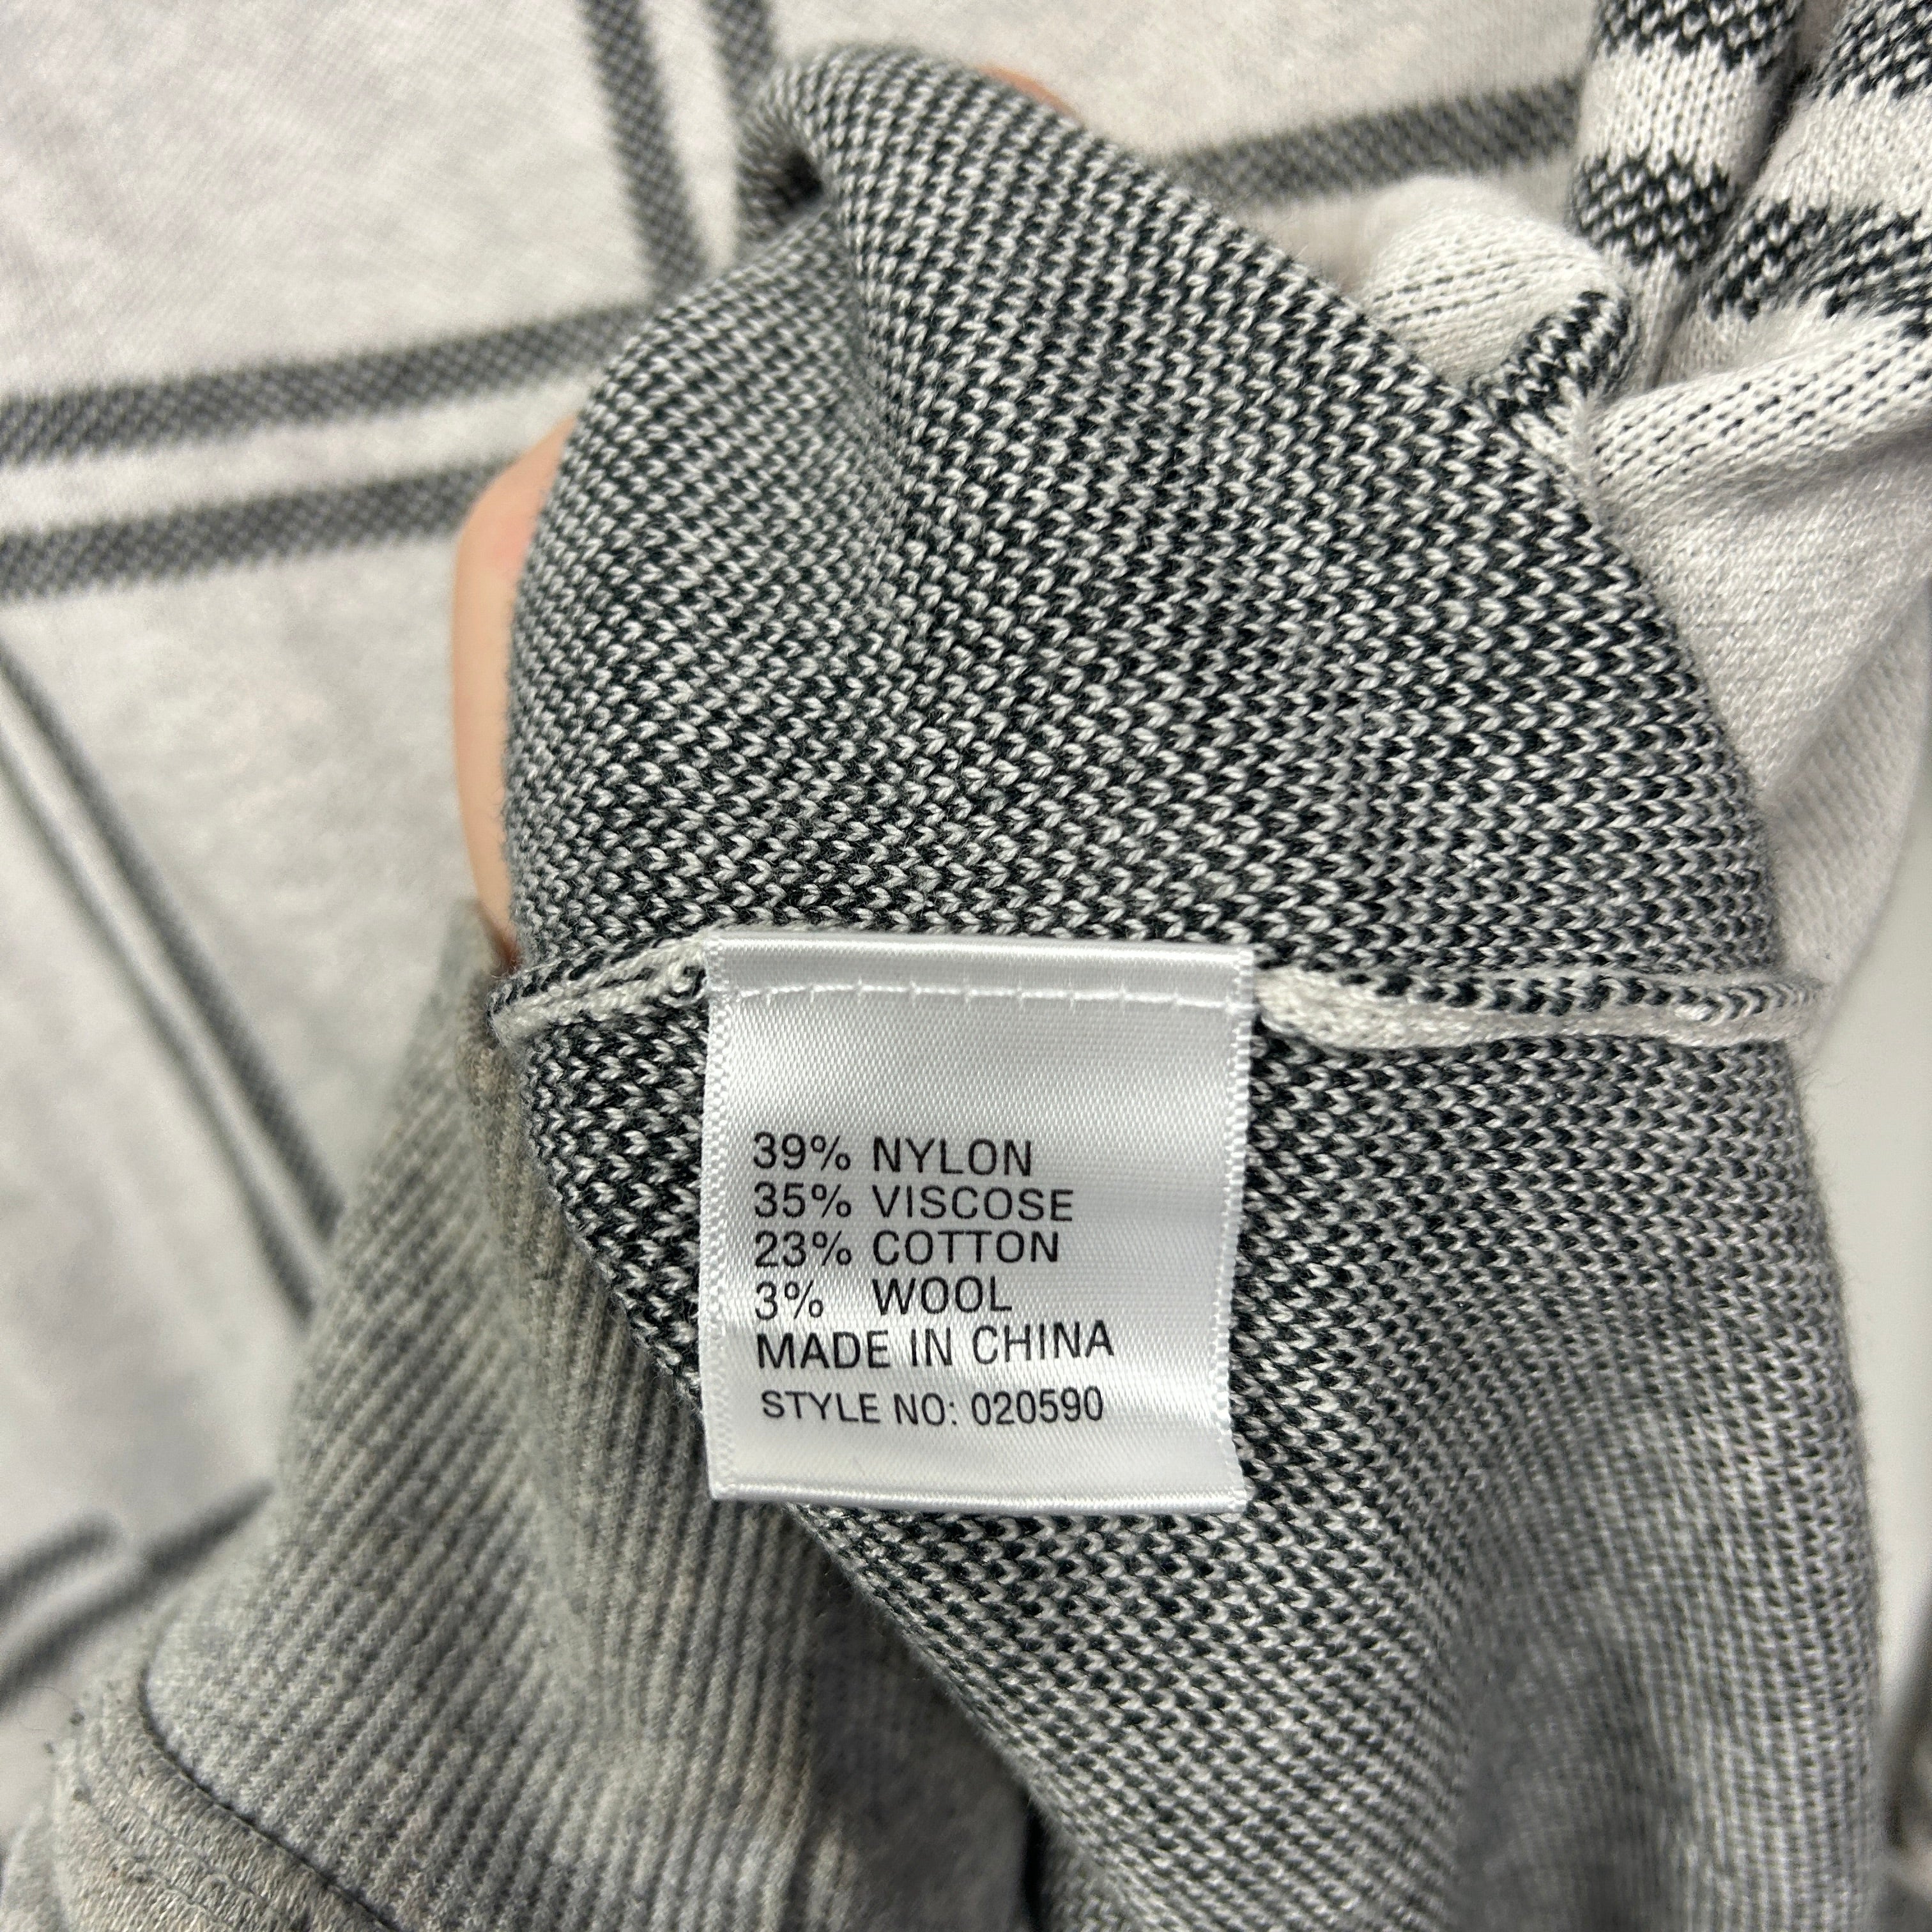 39% NYLON
35% VISCOSE
23% COTTON
3% WOOL
MADE IN CHINA
STYLE NO: 020590